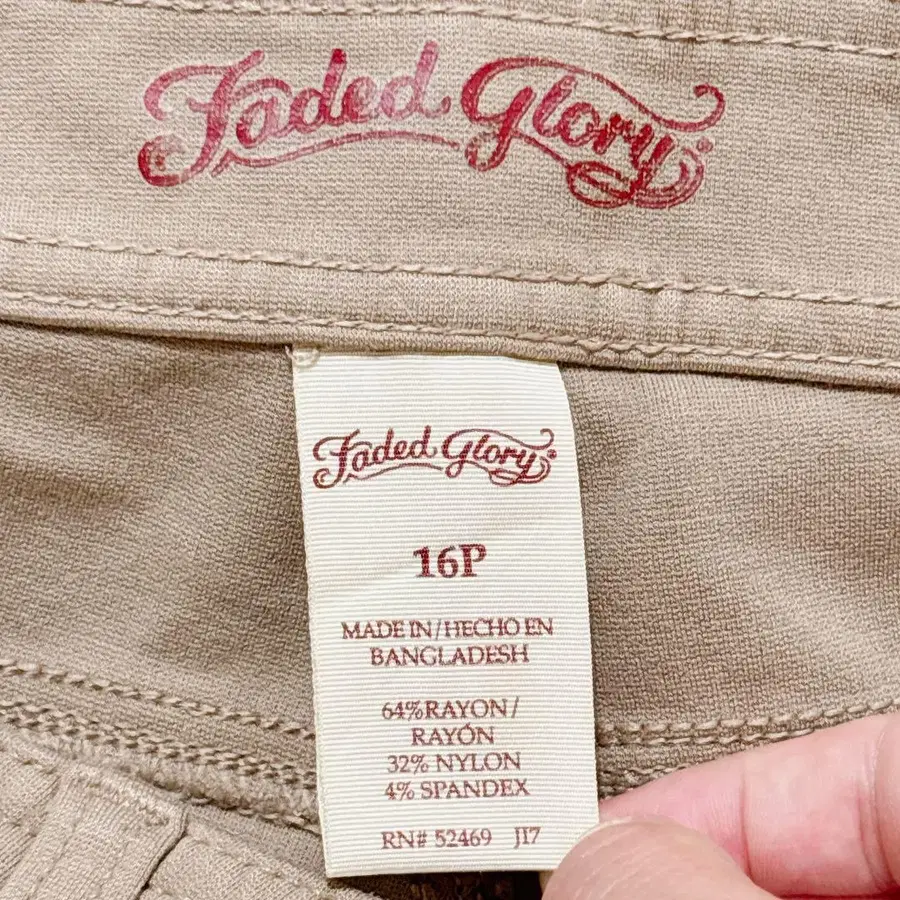 Faded Glory®
Faded Glory®
16P
MADE IN/HECHO EN
BANGLADESH
64%RAYON/
RAYÓN
32% NYLON
4% SPANDEX
RN# 52469 J17